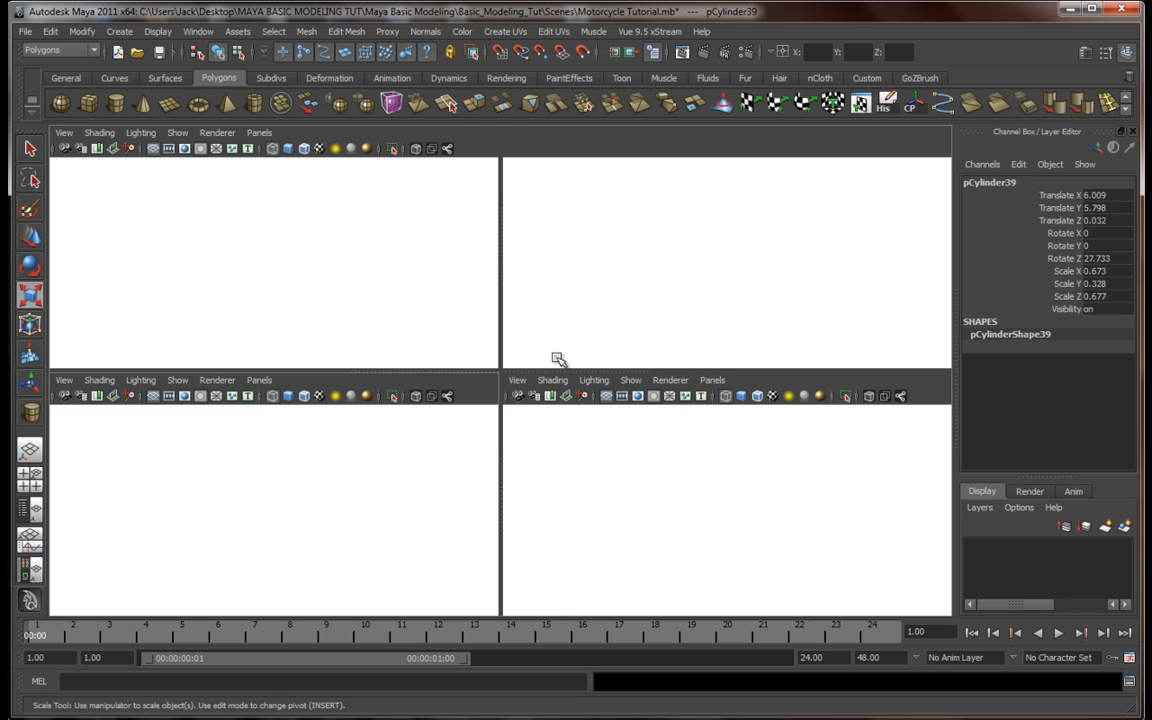 Autodesk Maya 2011 x64: C:\Users\Jack\Desktop\MAYA BASIC MODELING TUT\Maya Basic Modeling\Basic_Modeling_Tut\Scenes\Motorcycle Tutorial.mb* --- pCylinder39
File Edit Modify Create Display Window Assets Select Mesh Edit Mesh Proxy Normals Color Create UVs Edit UVs Muscle Vue 9.5 xStream Help
Polygons X: Y: Z:
General Curves Surfaces Polygons Subdivs Deformation Animation Dynamics Rendering PaintEffects Toon Muscle Fluids Fur Hair nCloth Custom GoZBrush
His CP
Channel Box / Layer Editor
View Shading Lighting Show Renderer Panels
Channels Edit Object Show
pCylinder39
Translate X 6.009
Translate Y 5.798
Translate Z 0.032
Rotate X 0
Rotate Y 0
Rotate Z 27.733
Scale X 0.673
Scale Y 0.328
Scale Z 0.677
Visibility on
SHAPES
pCylinderShape39
View Shading Lighting Show Renderer Panels
View Shading Lighting Show Renderer Panels
Display Render Anim
Layers Options Help
1 2 3 4 5 6 7 8 9 10 11 12 13 14 15 16 17 18 19 20 21 22 23 24
00:00
1.00
1.00 1.00 00:00:00:01 00:00:01:00 24.00 48.00 No Anim Layer No Character Set
MEL
Scale Tool: Use manipulator to scale object(s). Use edit mode to change pivot (INSERT).